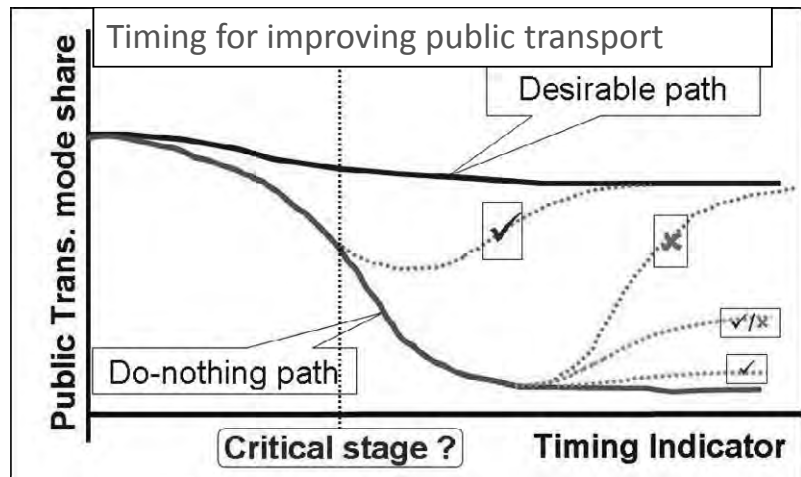 Timing for improving public transport
Public Trans. mode share
Desirable path
✓
×
✓/×
✓
Do-nothing path
Critical stage ?
Timing Indicator